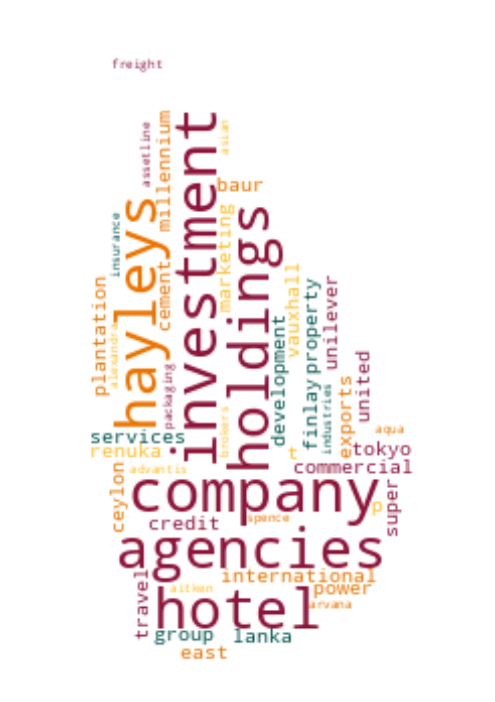 freight
investment
assetline
millennium
asian
baur
hayleys
marketing
holdings
insurance
cement
plantation
alexandra
vauxhall
property
unilever
development
finlay
industries
united
packaging
brokers
exports
aqua
services
renuka
t
tokyo
advantis
commercial
ceylon
company
p
super
credit
spence
agencies
international
travel
aitken
power
hotel
arvana
group
lanka
east